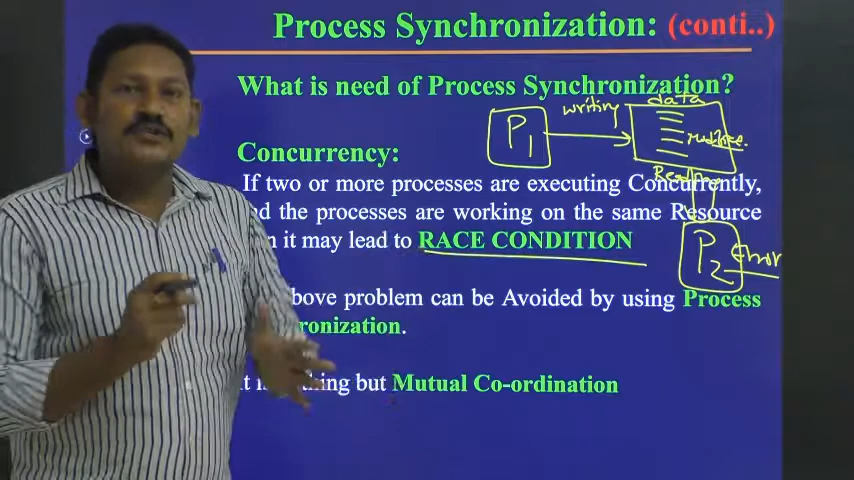 Process Synchronization: (conti..)
What is need of Process Synchronization?
data
writing
P1
Concurrency:
If two or more processes are executing Concurrently,
the processes are working on the same Resource
it may lead to RACE CONDITION
P2
Error
problem can be Avoided by using Process
but Mutual Co-ordination